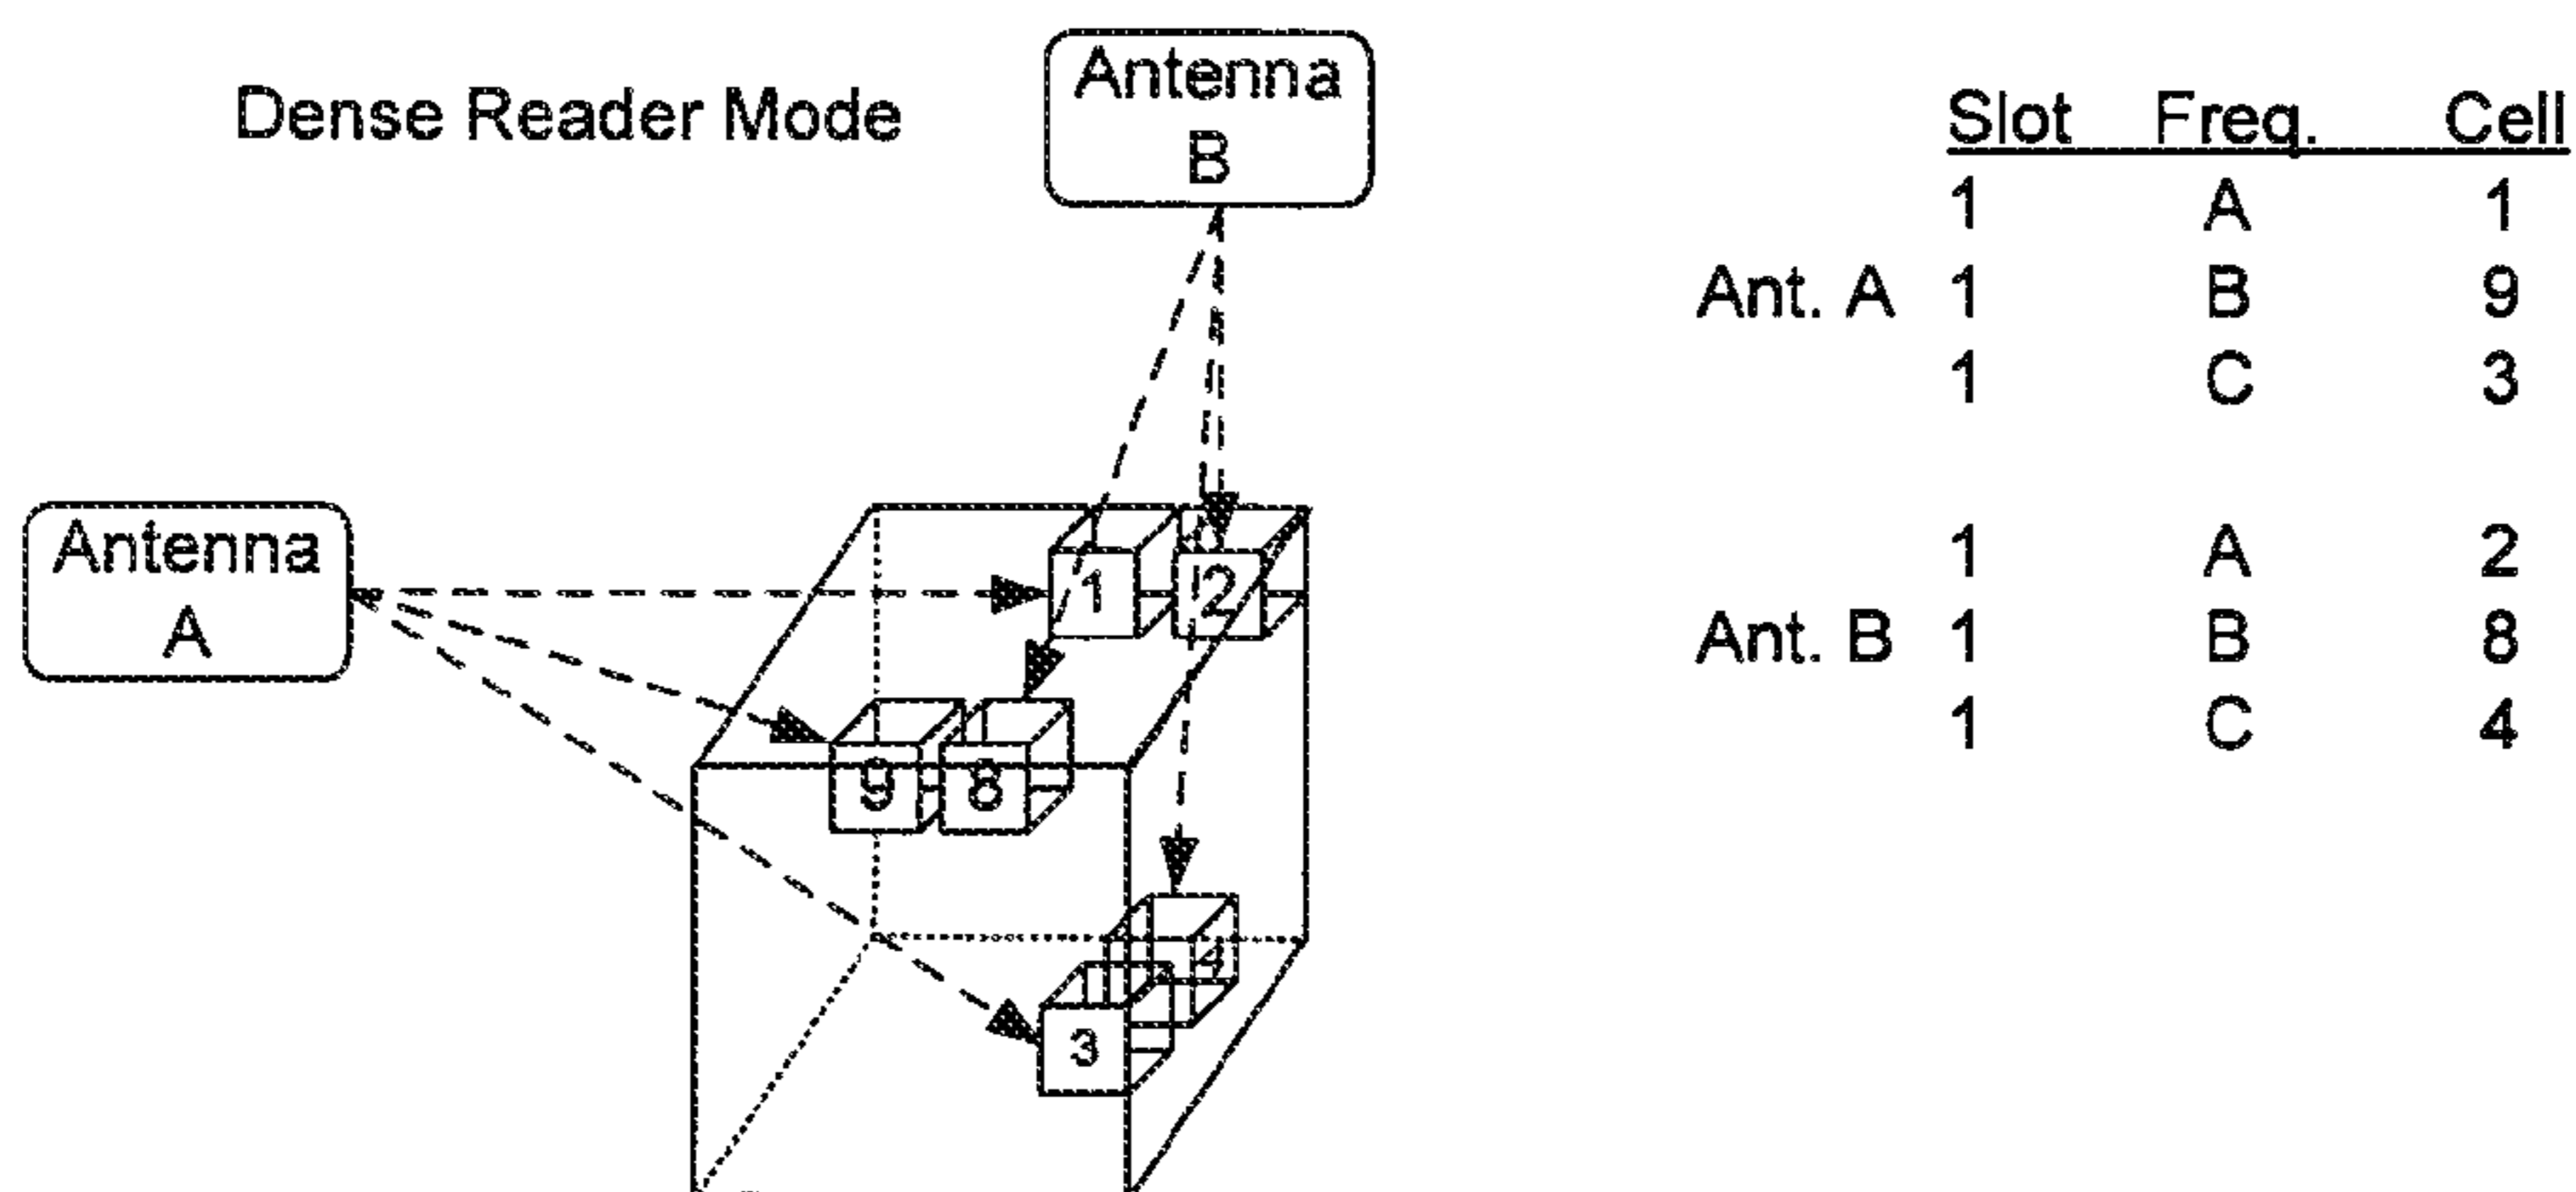 Dense Reader Mode
Antenna
B
Antenna
A
1
2
9
8
4
3
Slot Freq. Cell
1 A 1
Ant. A 1 B 9
1 C 3
1 A 2
Ant. B 1 B 8
1 C 4